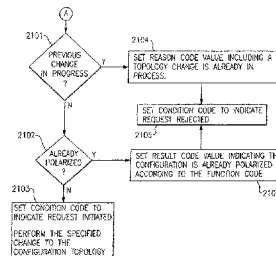 A
2101
PREVIOUS
CHANGE
IN PROGRESS
?
Y
N
2104
SET REASON CODE VALUE INCLUDING A
TOPOLOGY CHANGE IS ALREADY IN
PROCESS.
SET CONDITION CODE TO INDICATE
REQUEST REJECTED
2105
2102
ALREADY
POLARIZED
?
Y
N
SET RESULT CODE VALUE INDICATING TH
CONFIGURATION IS ALREADY POLARIZED
ACCORDING TO THE FUNCTION CODE
210
2103
SET CONDITION CODE TO
INDICATE REQUEST INITIATED
PERFORM THE SPECIFIED
CHANGE TO THE
CONFIGURATION TOPOLOGY